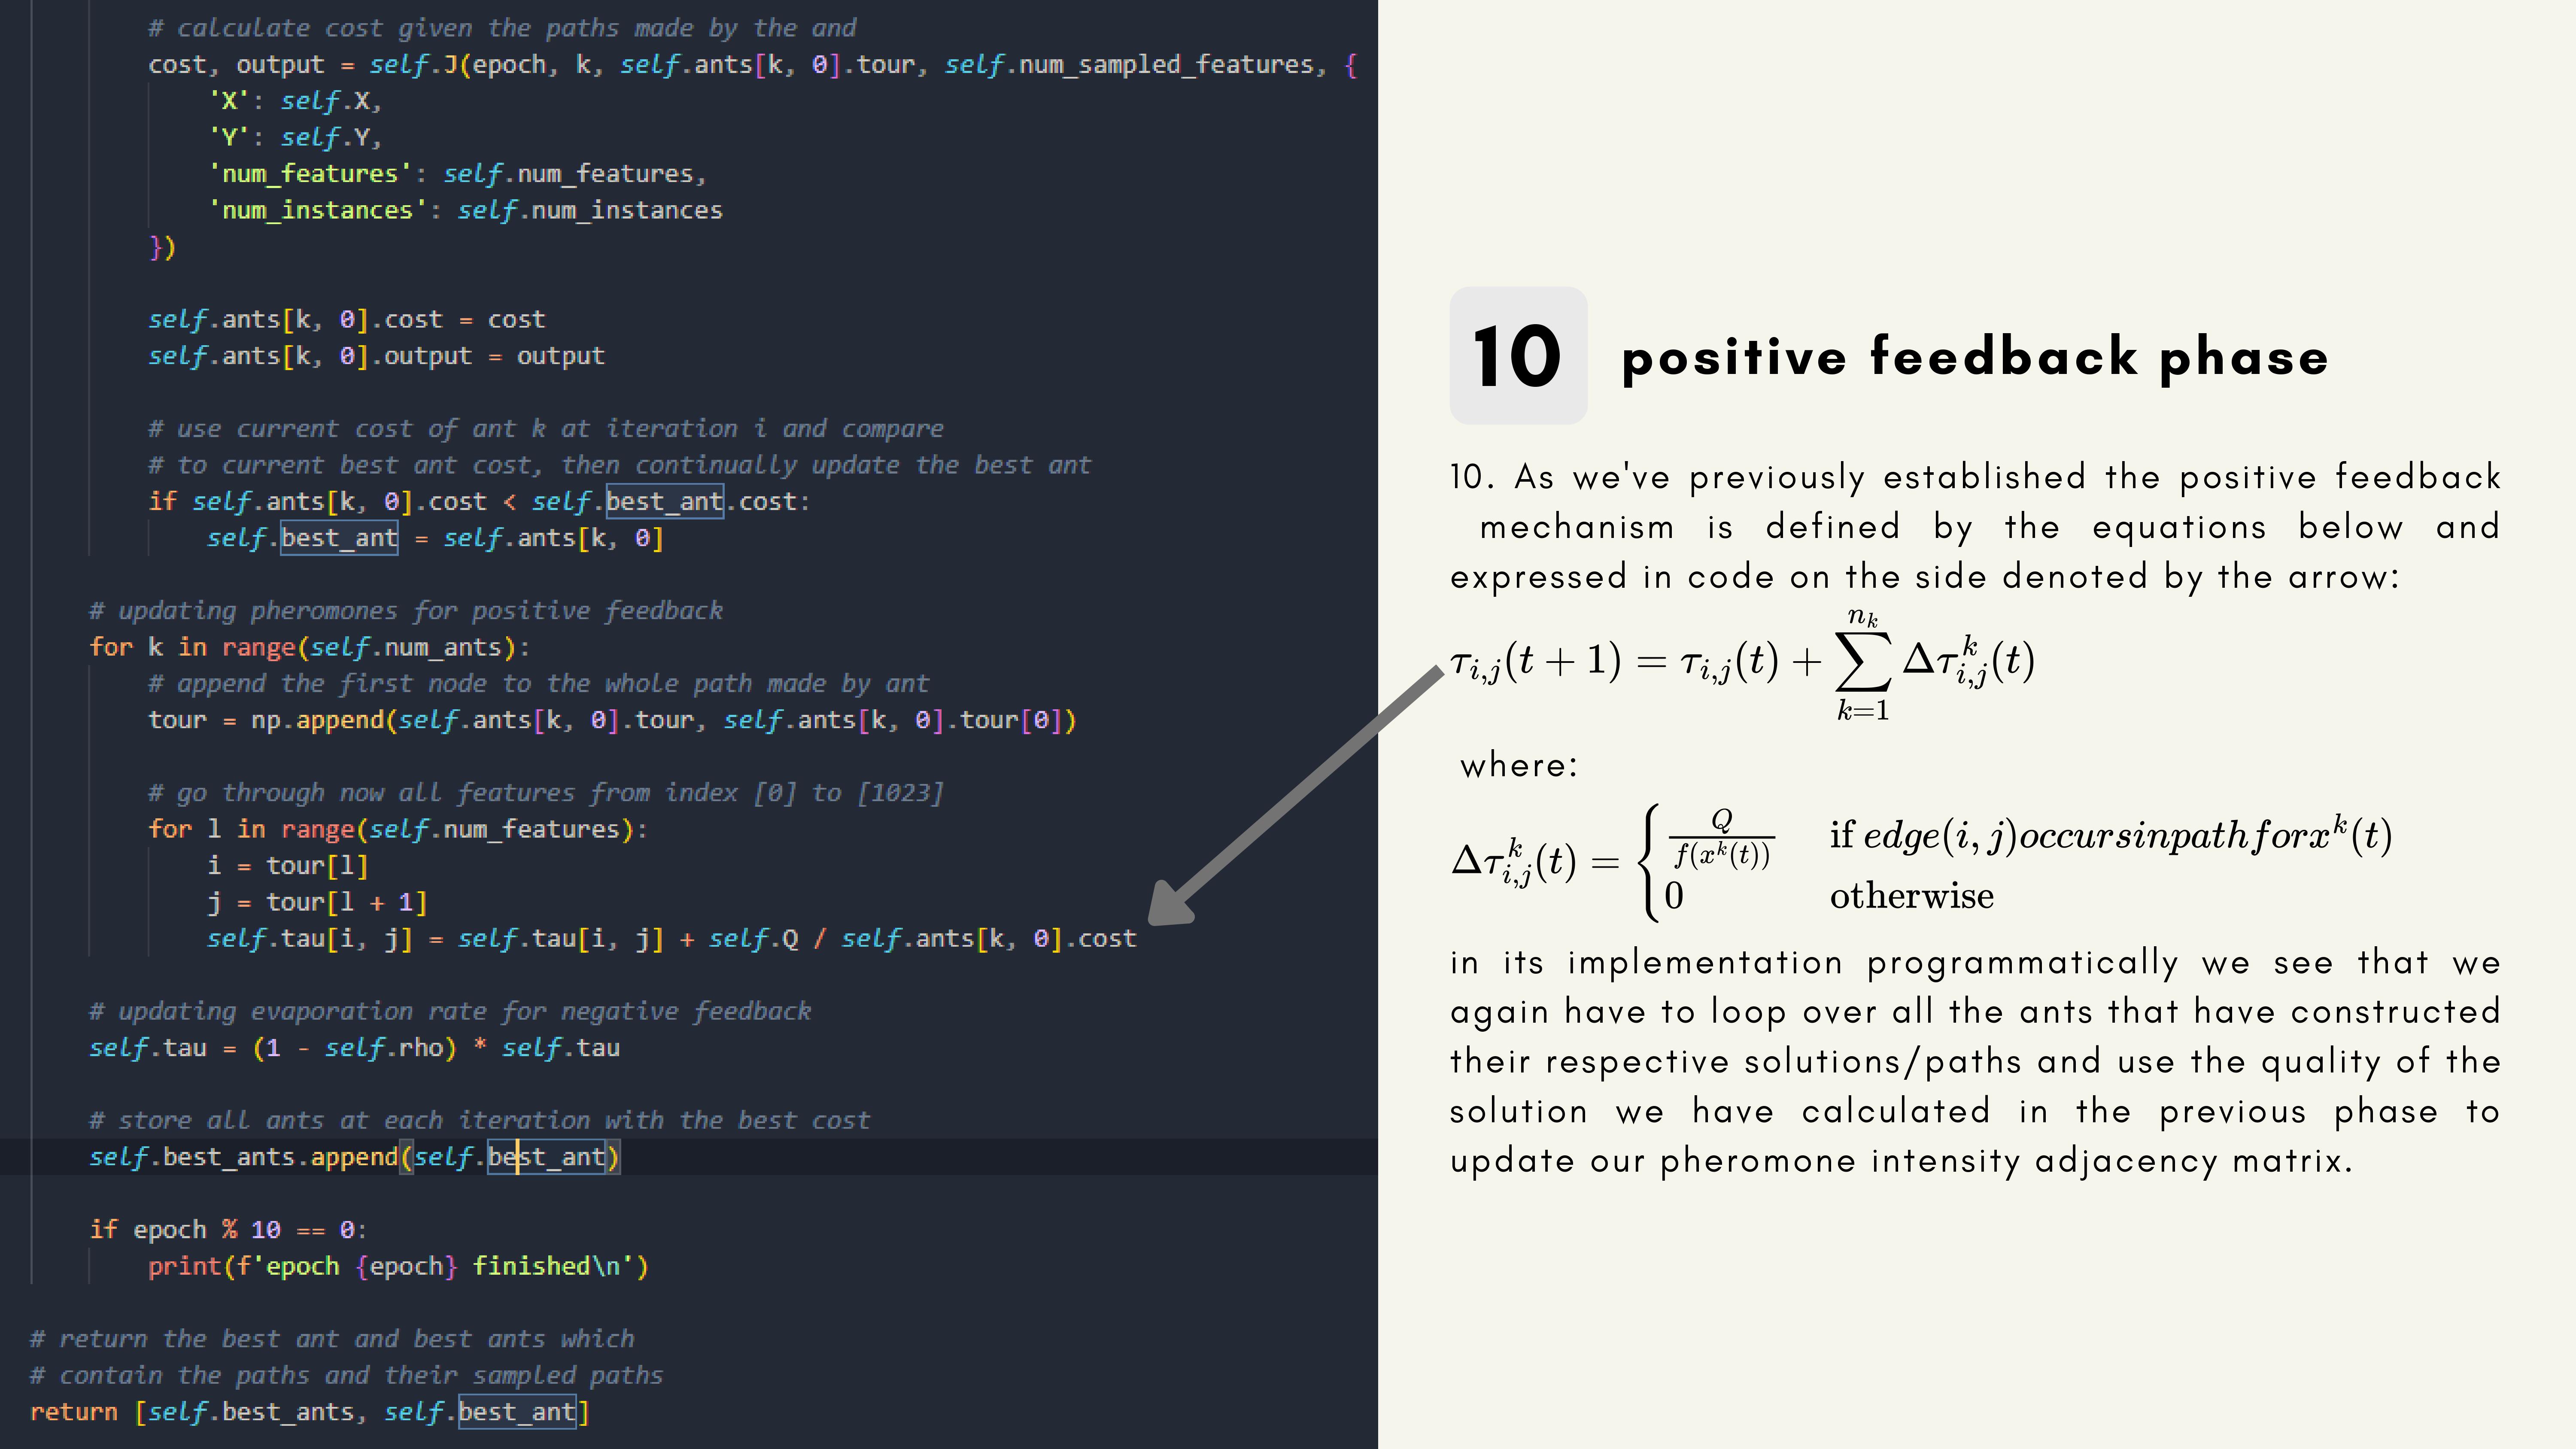 # calculate cost given the paths made by the and
cost, output = self.J(epoch, k, self.ants[k, 0].tour, self.num_sampled_features, {
'X': self.X,
'Y': self.Y,
'num_features': self.num_features,
'num_instances': self.num_instances
})
self.ants[k, 0].cost = cost
self.ants[k, 0].output = output
# use current cost of ant k at iteration i and compare
# to current best ant cost, then continually update the best ant
if self.ants[k, 0].cost < self.best_ant.cost:
self.best_ant = self.ants[k, 0]
# updating pheromones for positive feedback
for k in range(self.num_ants):
# append the first node to the whole path made by ant
tour = np.append(self.ants[k, 0].tour, self.ants[k, 0].tour[0])
# go through now all features from index [0] to [1023]
for l in range(self.num_features):
i = tour[l]
j = tour[l + 1]
self.tau[i, j] = self.tau[i, j] + self.Q / self.ants[k, 0].cost
# updating evaporation rate for negative feedback
self.tau = (1 - self.rho) * self.tau
# store all ants at each iteration with the best cost
self.best_ants.append(self.best_ant)
if epoch % 10 == 0:
print(f'epoch {epoch} finished\n')
# return the best ant and best ants which
# contain the paths and their sampled paths
return [self.best_ants, self.best_ant]
10 positive feedback phase
10. As we've previously established the positive feedback
mechanism is defined by the equations below and
expressed in code on the side denoted by the arrow:
τ_{i,j}(t + 1) = τ_{i,j}(t) + ∑_{k=1}^{n_k} Δτ_{i,j}^k(t)
where:
Δτ_{i,j}^k(t) = { Q / f(x^k(t)) if edge(i, j)occursinpathforx^k(t)
0 otherwise
in its implementation programmatically we see that we
again have to loop over all the ants that have constructed
their respective solutions/paths and use the quality of the
solution we have calculated in the previous phase to
update our pheromone intensity adjacency matrix.